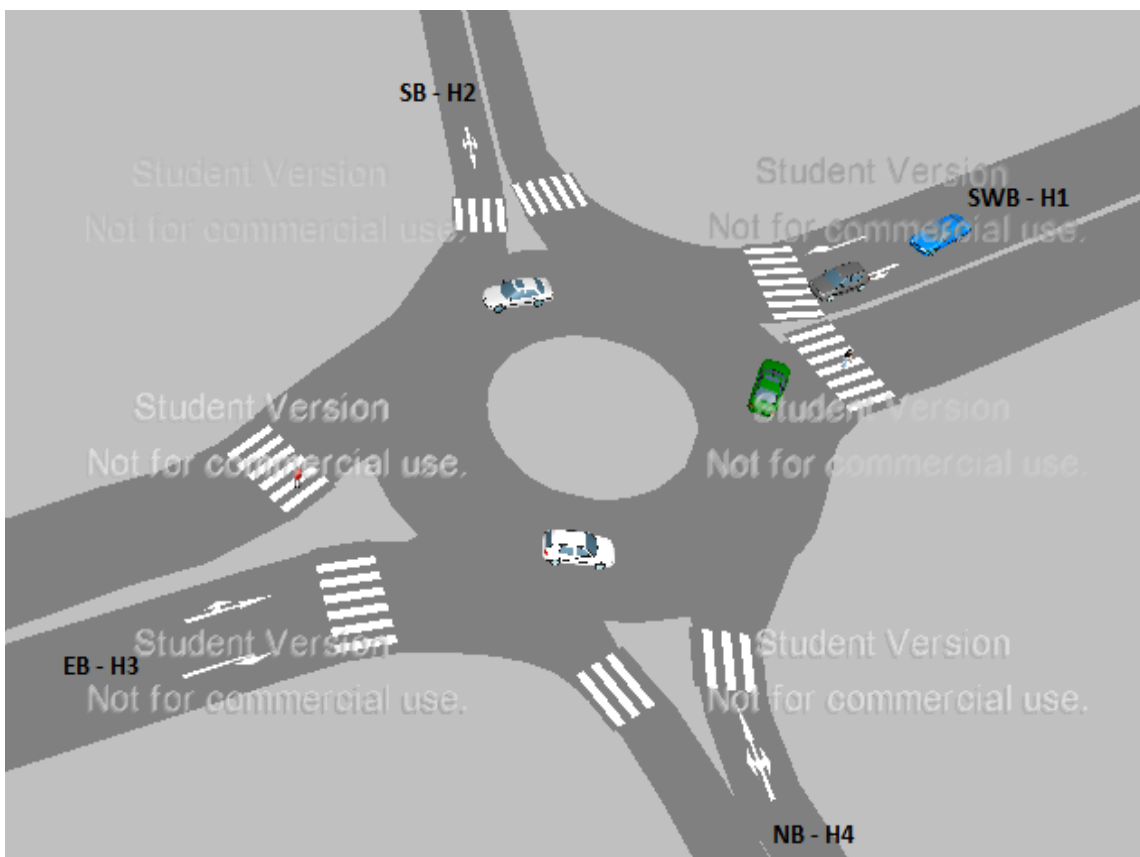 SB - H2
Student Version
Not for commercial use.
Student Version
SWB - H1
Not for commercial use.
Student Version
Not for commercial use.
Student Version
Not for commercial use.
EB - H3
Student Version
Not for commercial use.
Student Version
Not for commercial use.
NB - H4